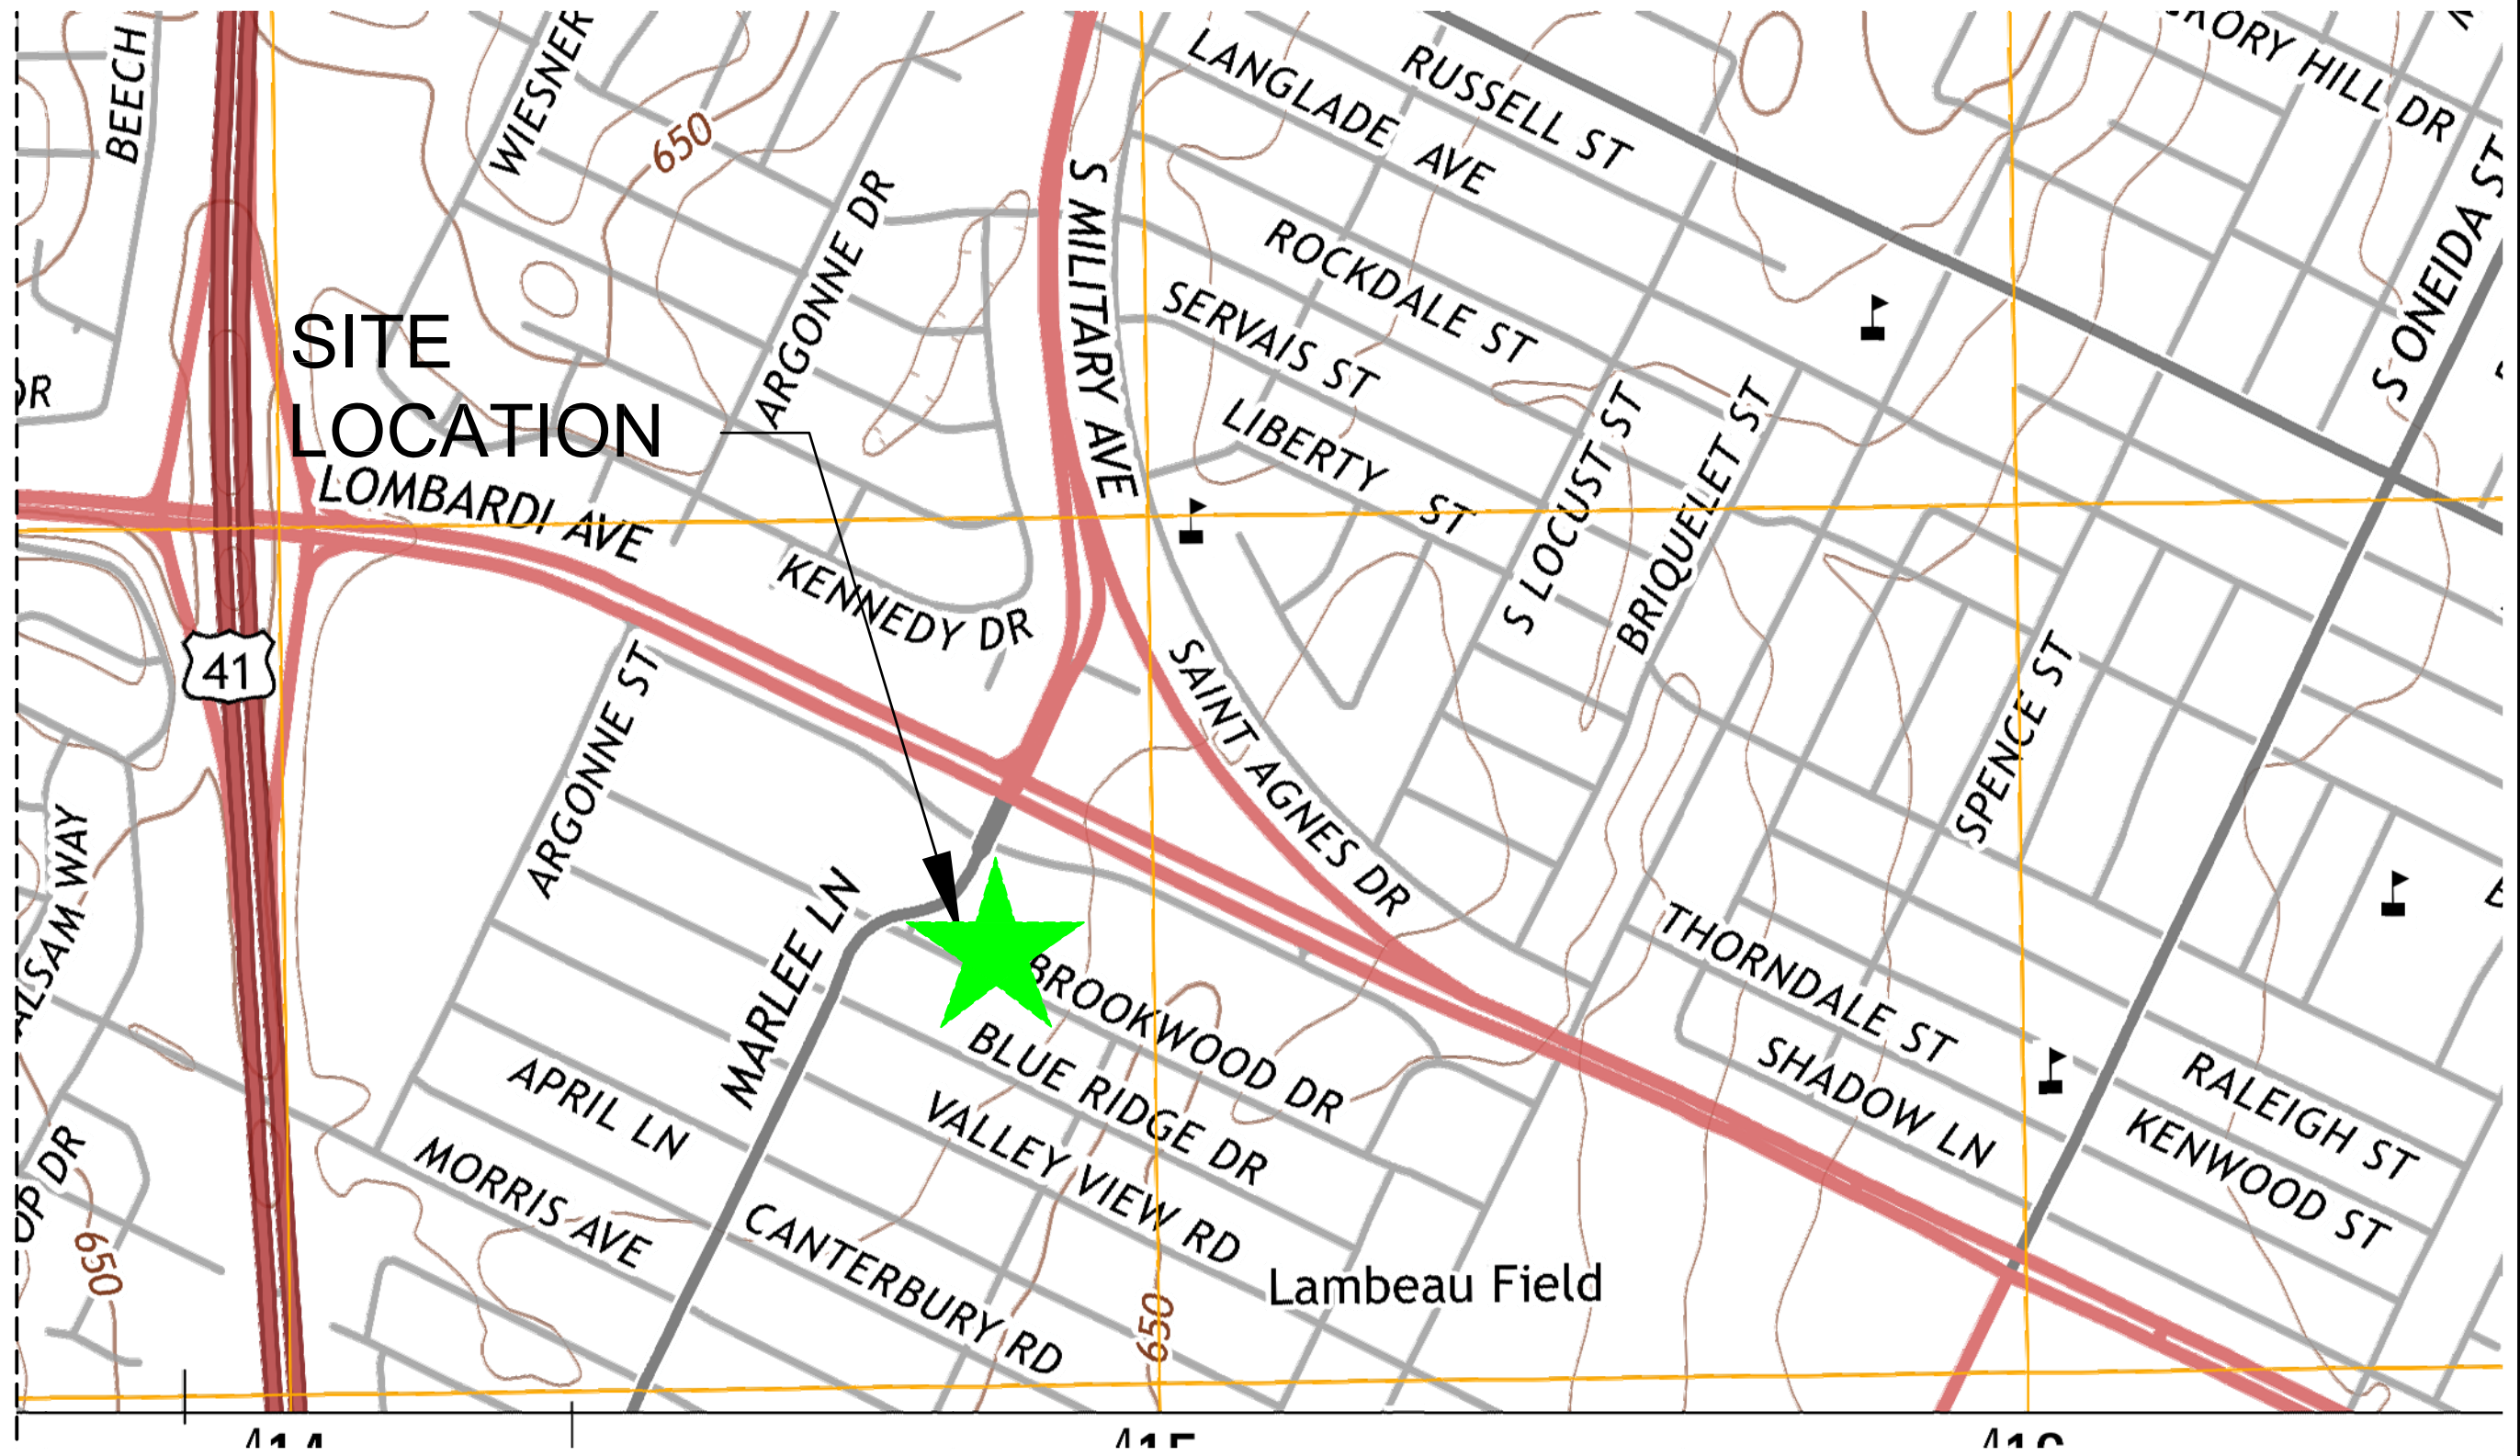 BEECH
WIESNER
650
LANGLADE AVE
RUSSELL ST
HILL DR
S ONEIDA ST
S MILITARY AVE
ARGONNE DR
ROCKDALE ST
SERVAIS ST
LIBERTY ST
SITE
LOCATION
DR
LOMBARDI AVE
KENNEDY DR
S LOCUST ST
BRIQUELET ST
41
ARGONNE ST
SAINT AGNES DR
SPENCE ST
WAY
MARLEE LN
BROOKWOOD DR
BLUE RIDGE DR
VALLEY VIEW RD
THORNDALE ST
SHADOW LN
RALEIGH ST
KENWOOD ST
APRIL LN
MORRIS AVE
CANTERBURY RD
DR
650
Lambeau Field
650